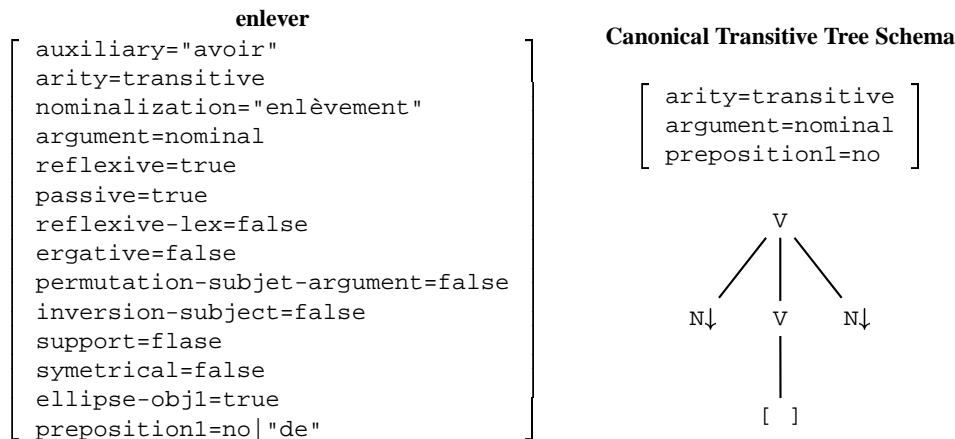 enlever
auxiliary="avoir"
arity=transitive
nominalization="enlèvement"
argument=nominal
reflexive=true
passive=true
reflexive-lex=false
ergative=false
permutation-subjet-argument=false
inversion-subject=false
support=flase
symetrical=false
ellipse-obj1=true
preposition1=no|"de"
Canonical Transitive Tree Schema
arity=transitive
argument=nominal
preposition1=no
V
N↓ V N↓
[ ]